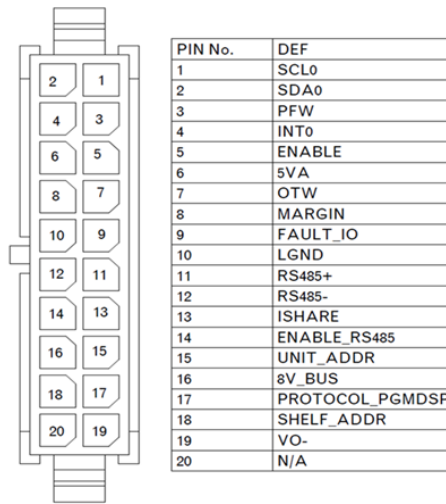 2 1
4 3
6 5
8 7
10 9
12 11
14 13
16 15
18 17
20 19
PIN No. DEF
1 SCL0
2 SDA0
3 PFW
4 INT0
5 ENABLE
6 5VA
7 OTW
8 MARGIN
9 FAULT_IO
10 LGND
11 RS485+
12 RS485-
13 ISHARE
14 ENABLE_RS485
15 UNIT_ADDR
16 8V_BUS
17 PROTOCOL_PGMDSP
18 SHELF_ADDR
19 VO-
20 N/A